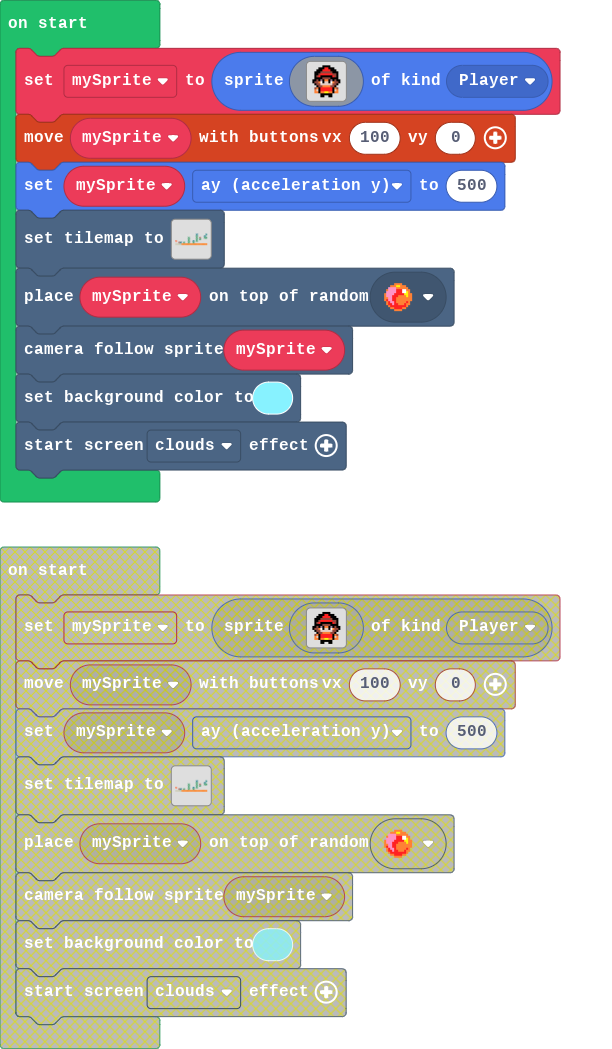 on start
set mySprite to sprite of kind Player
move mySprite with buttons vx 100 vy 0
set mySprite ay (acceleration y) to 500
set tilemap to
place mySprite on top of random
camera follow sprite mySprite
set background color to
start screen clouds effect
on start
set mySprite to sprite of kind Player
move mySprite with buttons vx 100 vy 0
set mySprite ay (acceleration y) to 500
set tilemap to
place mySprite on top of random
camera follow sprite mySprite
set background color to
start screen clouds effect